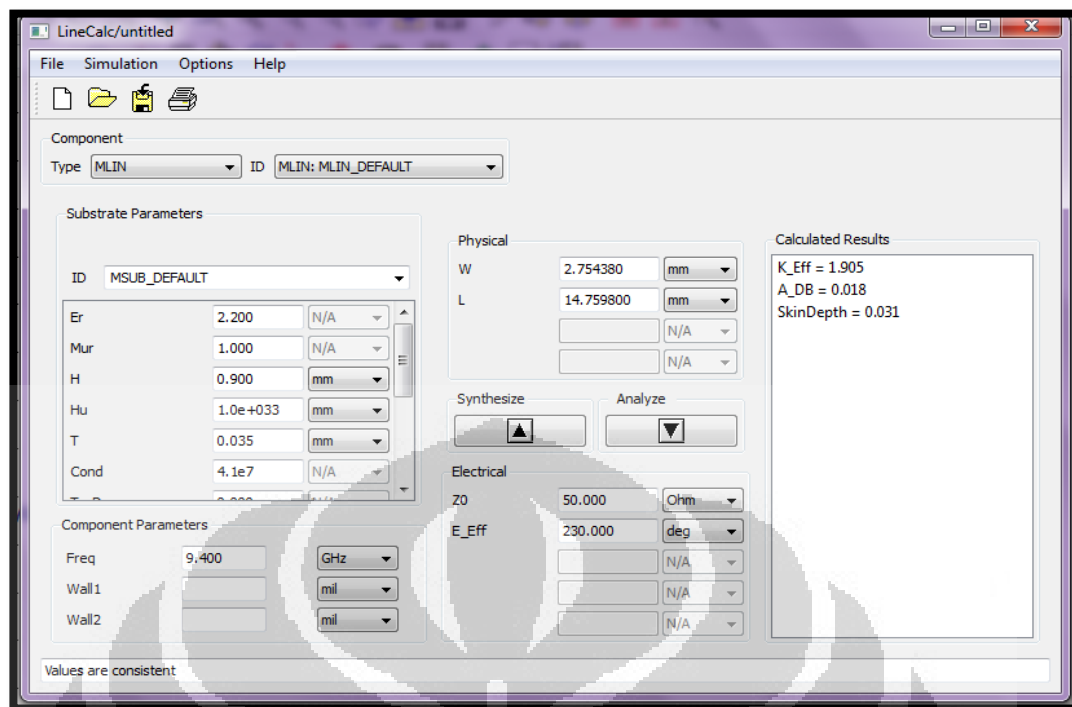 LineCalc/untitled
File Simulation Options Help
Component
Type MLIN ID MLIN: MLIN_DEFAULT
Substrate Parameters
ID MSUB_DEFAULT
Er 2.200 N/A
Mur 1.000 N/A
H 0.900 mm
Hu 1.0e+033 mm
T 0.035 mm
Cond 4.1e7 N/A
Component Parameters
Freq 9.400 GHz
Wall1 mil
Wall2 mil
Physical
W 2.754380 mm
L 14.759800 mm
N/A
N/A
Synthesize Analyze
Electrical
Z0 50.000 Ohm
E_Eff 230.000 deg
N/A
N/A
N/A
Calculated Results
K_Eff = 1.905
A_DB = 0.018
SkinDepth = 0.031
Values are consistent